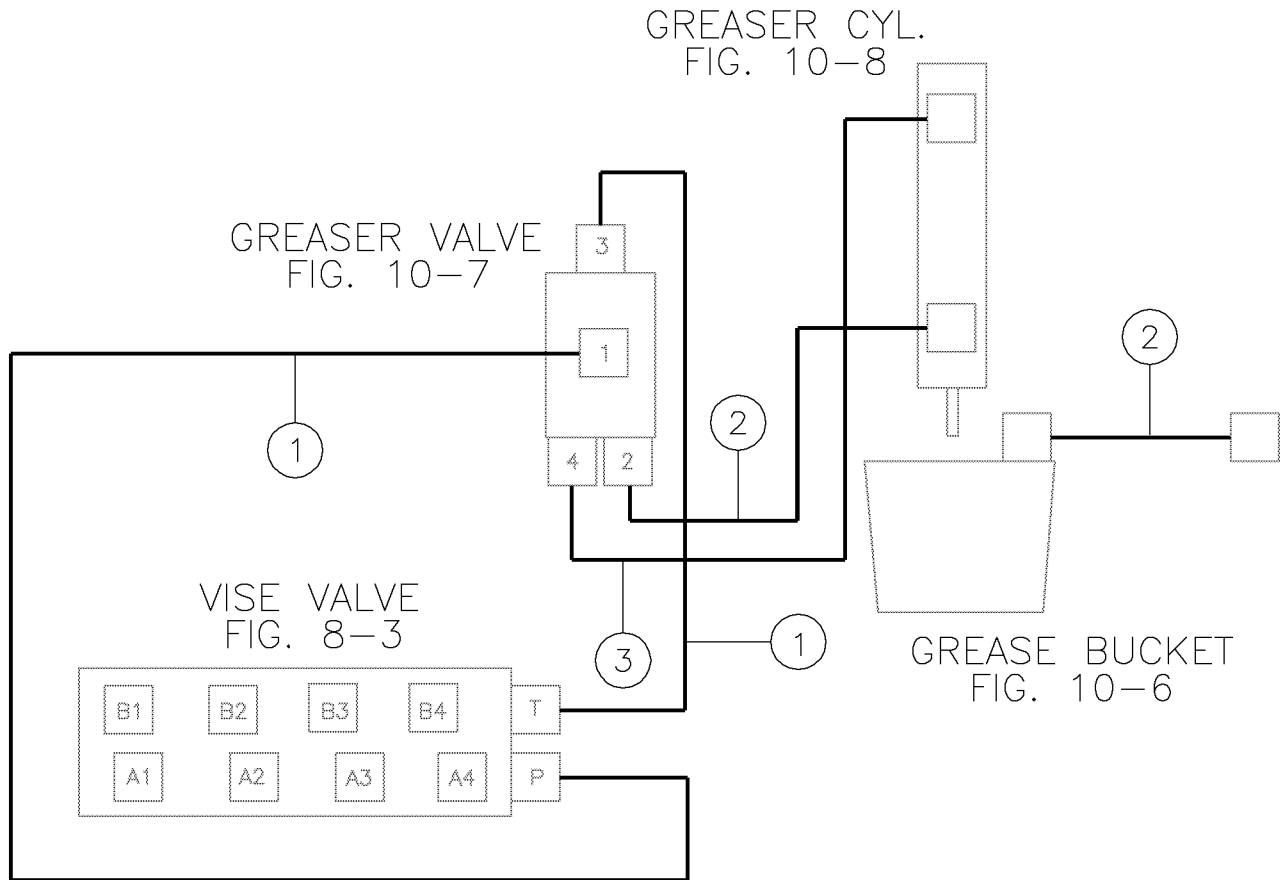 GREASER CYL.
FIG. 10-8
GREASER VALVE
FIG. 10-7
3
1
2
1
2
4
2
VISE VALVE
FIG. 8-3
3
1
GREASE BUCKET
FIG. 10-6
B1 B2 B3 B4 T
A1 A2 A3 A4 P